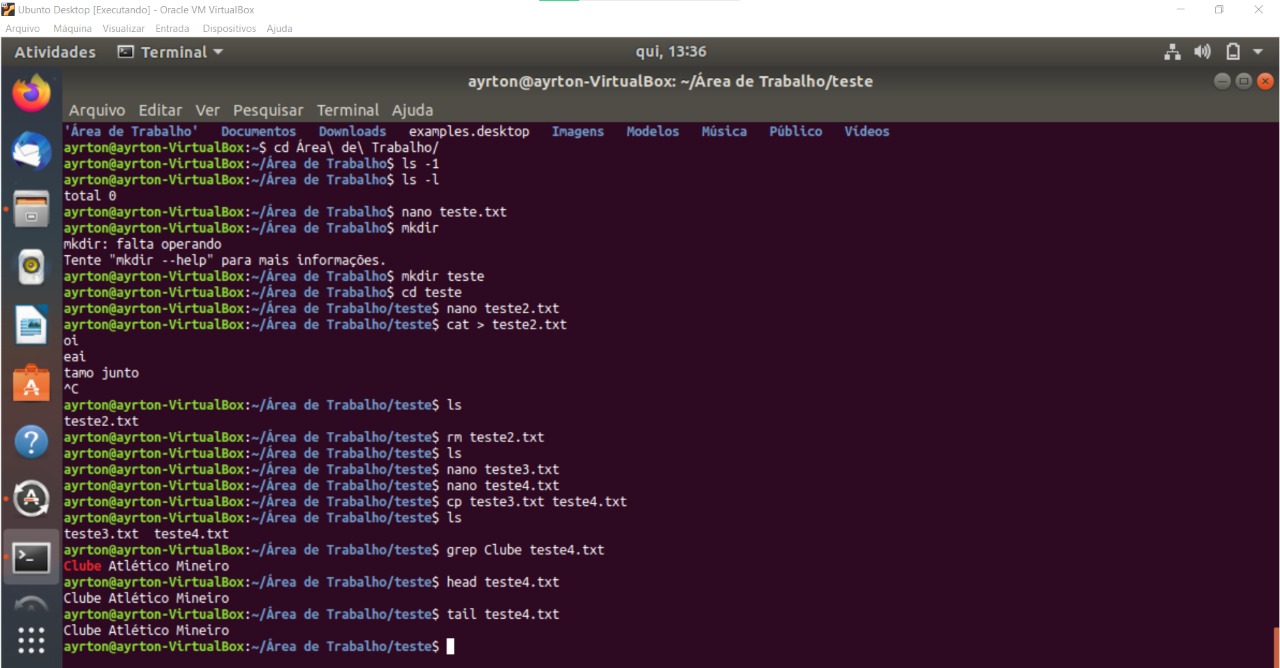 Ubunto Desktop [Executando] - Oracle VM VirtualBox
Arquivo Máquina Visualizar Entrada Dispositivos Ajuda
Atividades Terminal qui, 13:36
ayrton@ayrton-VirtualBox: ~/Área de Trabalho/teste
Arquivo Editar Ver Pesquisar Terminal Ajuda
'Área de Trabalho' Documentos Downloads examples.desktop Imagens Modelos Música Público Vídeos
ayrton@ayrton-VirtualBox:~$ cd Área\ de\ Trabalho/
ayrton@ayrton-VirtualBox:~/Área de Trabalho$ ls -1
ayrton@ayrton-VirtualBox:~/Área de Trabalho$ ls -l
total 0
ayrton@ayrton-VirtualBox:~/Área de Trabalho$ nano teste.txt
ayrton@ayrton-VirtualBox:~/Área de Trabalho$ mkdir
mkdir: falta operando
Tente "mkdir --help" para mais informações.
ayrton@ayrton-VirtualBox:~/Área de Trabalho$ mkdir teste
ayrton@ayrton-VirtualBox:~/Área de Trabalho$ cd teste
ayrton@ayrton-VirtualBox:~/Área de Trabalho/teste$ nano teste2.txt
ayrton@ayrton-VirtualBox:~/Área de Trabalho/teste$ cat > teste2.txt
oi
eai
tamo junto
^C
ayrton@ayrton-VirtualBox:~/Área de Trabalho/teste$ ls
teste2.txt
ayrton@ayrton-VirtualBox:~/Área de Trabalho/teste$ rm teste2.txt
ayrton@ayrton-VirtualBox:~/Área de Trabalho/teste$ ls
ayrton@ayrton-VirtualBox:~/Área de Trabalho/teste$ nano teste3.txt
ayrton@ayrton-VirtualBox:~/Área de Trabalho/teste$ nano teste4.txt
ayrton@ayrton-VirtualBox:~/Área de Trabalho/teste$ cp teste3.txt teste4.txt
ayrton@ayrton-VirtualBox:~/Área de Trabalho/teste$ ls
teste3.txt teste4.txt
ayrton@ayrton-VirtualBox:~/Área de Trabalho/teste$ grep Clube teste4.txt
Clube Atlético Mineiro
ayrton@ayrton-VirtualBox:~/Área de Trabalho/teste$ head teste4.txt
Clube Atlético Mineiro
ayrton@ayrton-VirtualBox:~/Área de Trabalho/teste$ tail teste4.txt
Clube Atlético Mineiro
ayrton@ayrton-VirtualBox:~/Área de Trabalho/teste$